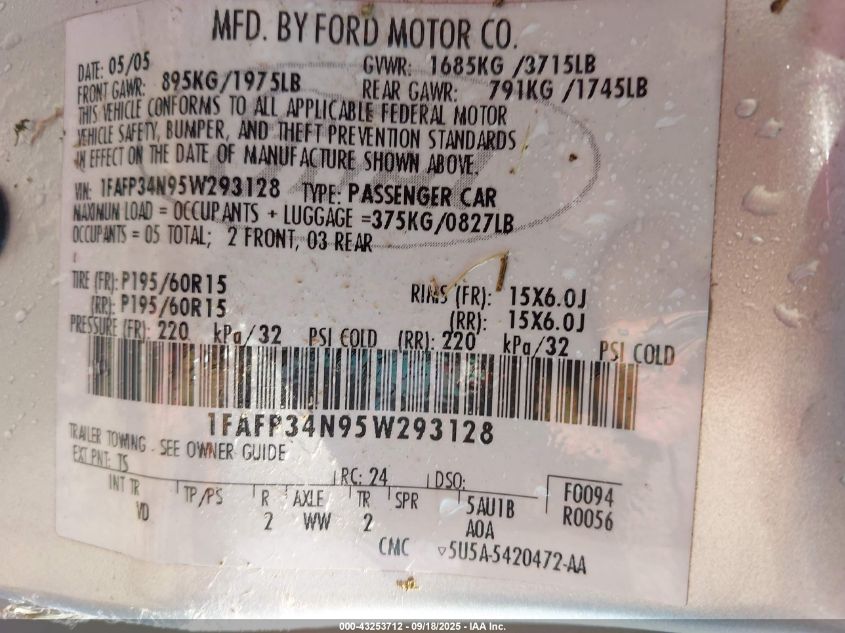 MFD. BY FORD MOTOR CO.
DATE: 05/05 GVWR: 1685KG /3715LB
FRONT GAWR: 895KG/1975LB REAR GAWR: 791KG /1745LB
THIS VEHICLE CONFORMS TO ALL APPLICABLE FEDERAL MOTOR
VEHICLE SAFETY, BUMPER, AND THEFT PREVENTION STANDARDS
IN EFFECT ON THE DATE OF MANUFACTURE SHOWN ABOVE.
VIN: 1FAFP34N95W293128 TYPE: PASSENGER CAR
MAXIMUN LOAD = OCCUPANTS + LUGGAGE =375KG/0827LB
OCCUPANTS = 05 TOTAL; 2 FRONT, 03 REAR
TIRE (FR): P195/60R15 RIMS (FR): 15X6.0J
(RR): P195/60R15 (RR): 15X6.0J
PRESSURE (FR): 220 kPa/32 PSI COLD (RR): 220 kPa/32 PSI COLD
1FAFP34N95W293128
TRAILER TOWING - SEE OWNER GUIDE
EXT PNT: TS RC: 24 DSO: F0094
INT TR TP/PS R AXLE TR SPR 5AU1B R0056
VD 2 WW 2 A0A
CMC ▿5U5A-5420472-AA
000-43253712 - 09/18/2025 - IAA Inc.